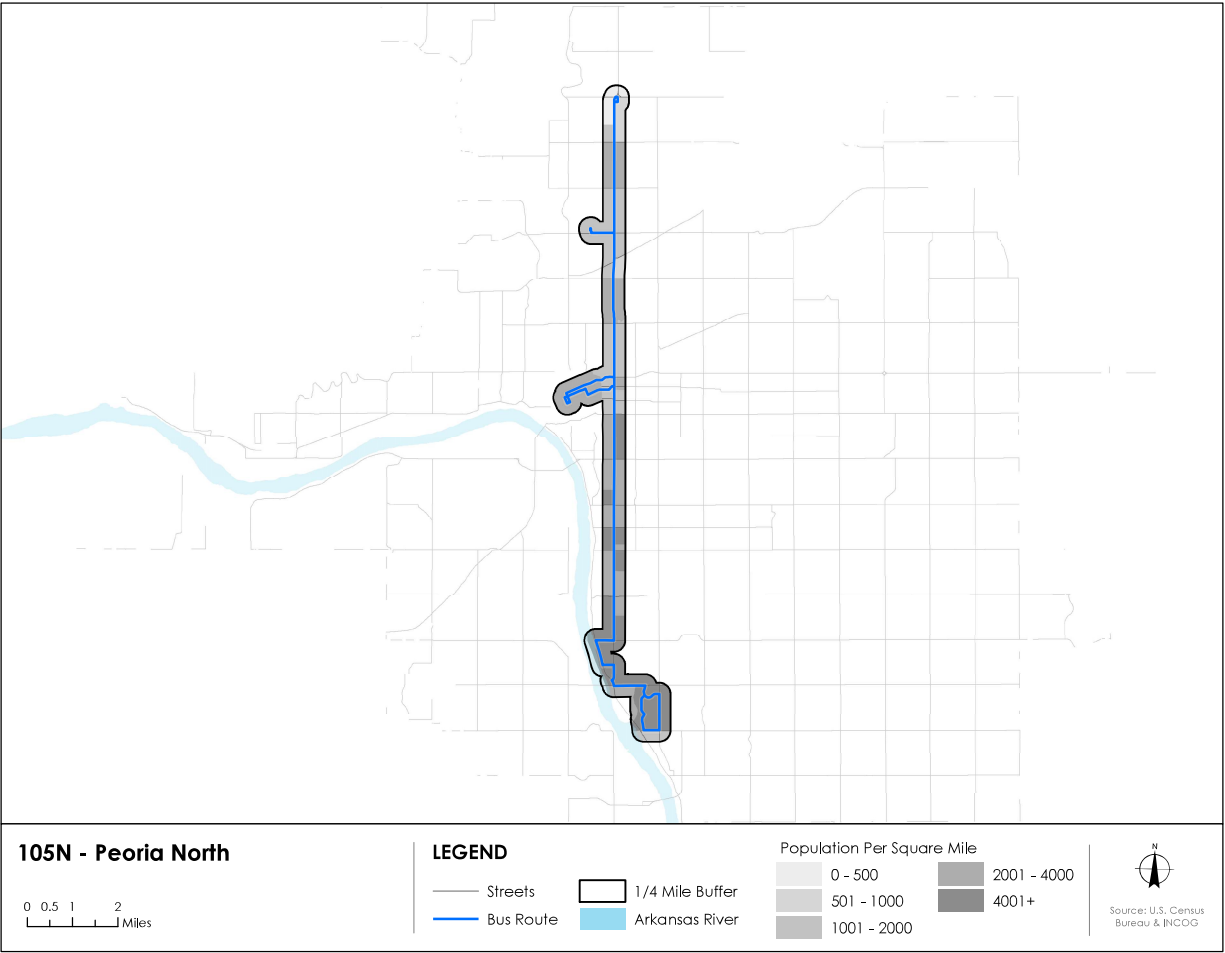 105N - Peoria North
0 0.5 1 2
Miles
LEGEND
Streets
Bus Route
1/4 Mile Buffer
Arkansas River
Population Per Square Mile
0 - 500
501 - 1000
1001 - 2000
2001 - 4000
4001+
N
Source: U.S. Census
Bureau & INCOG